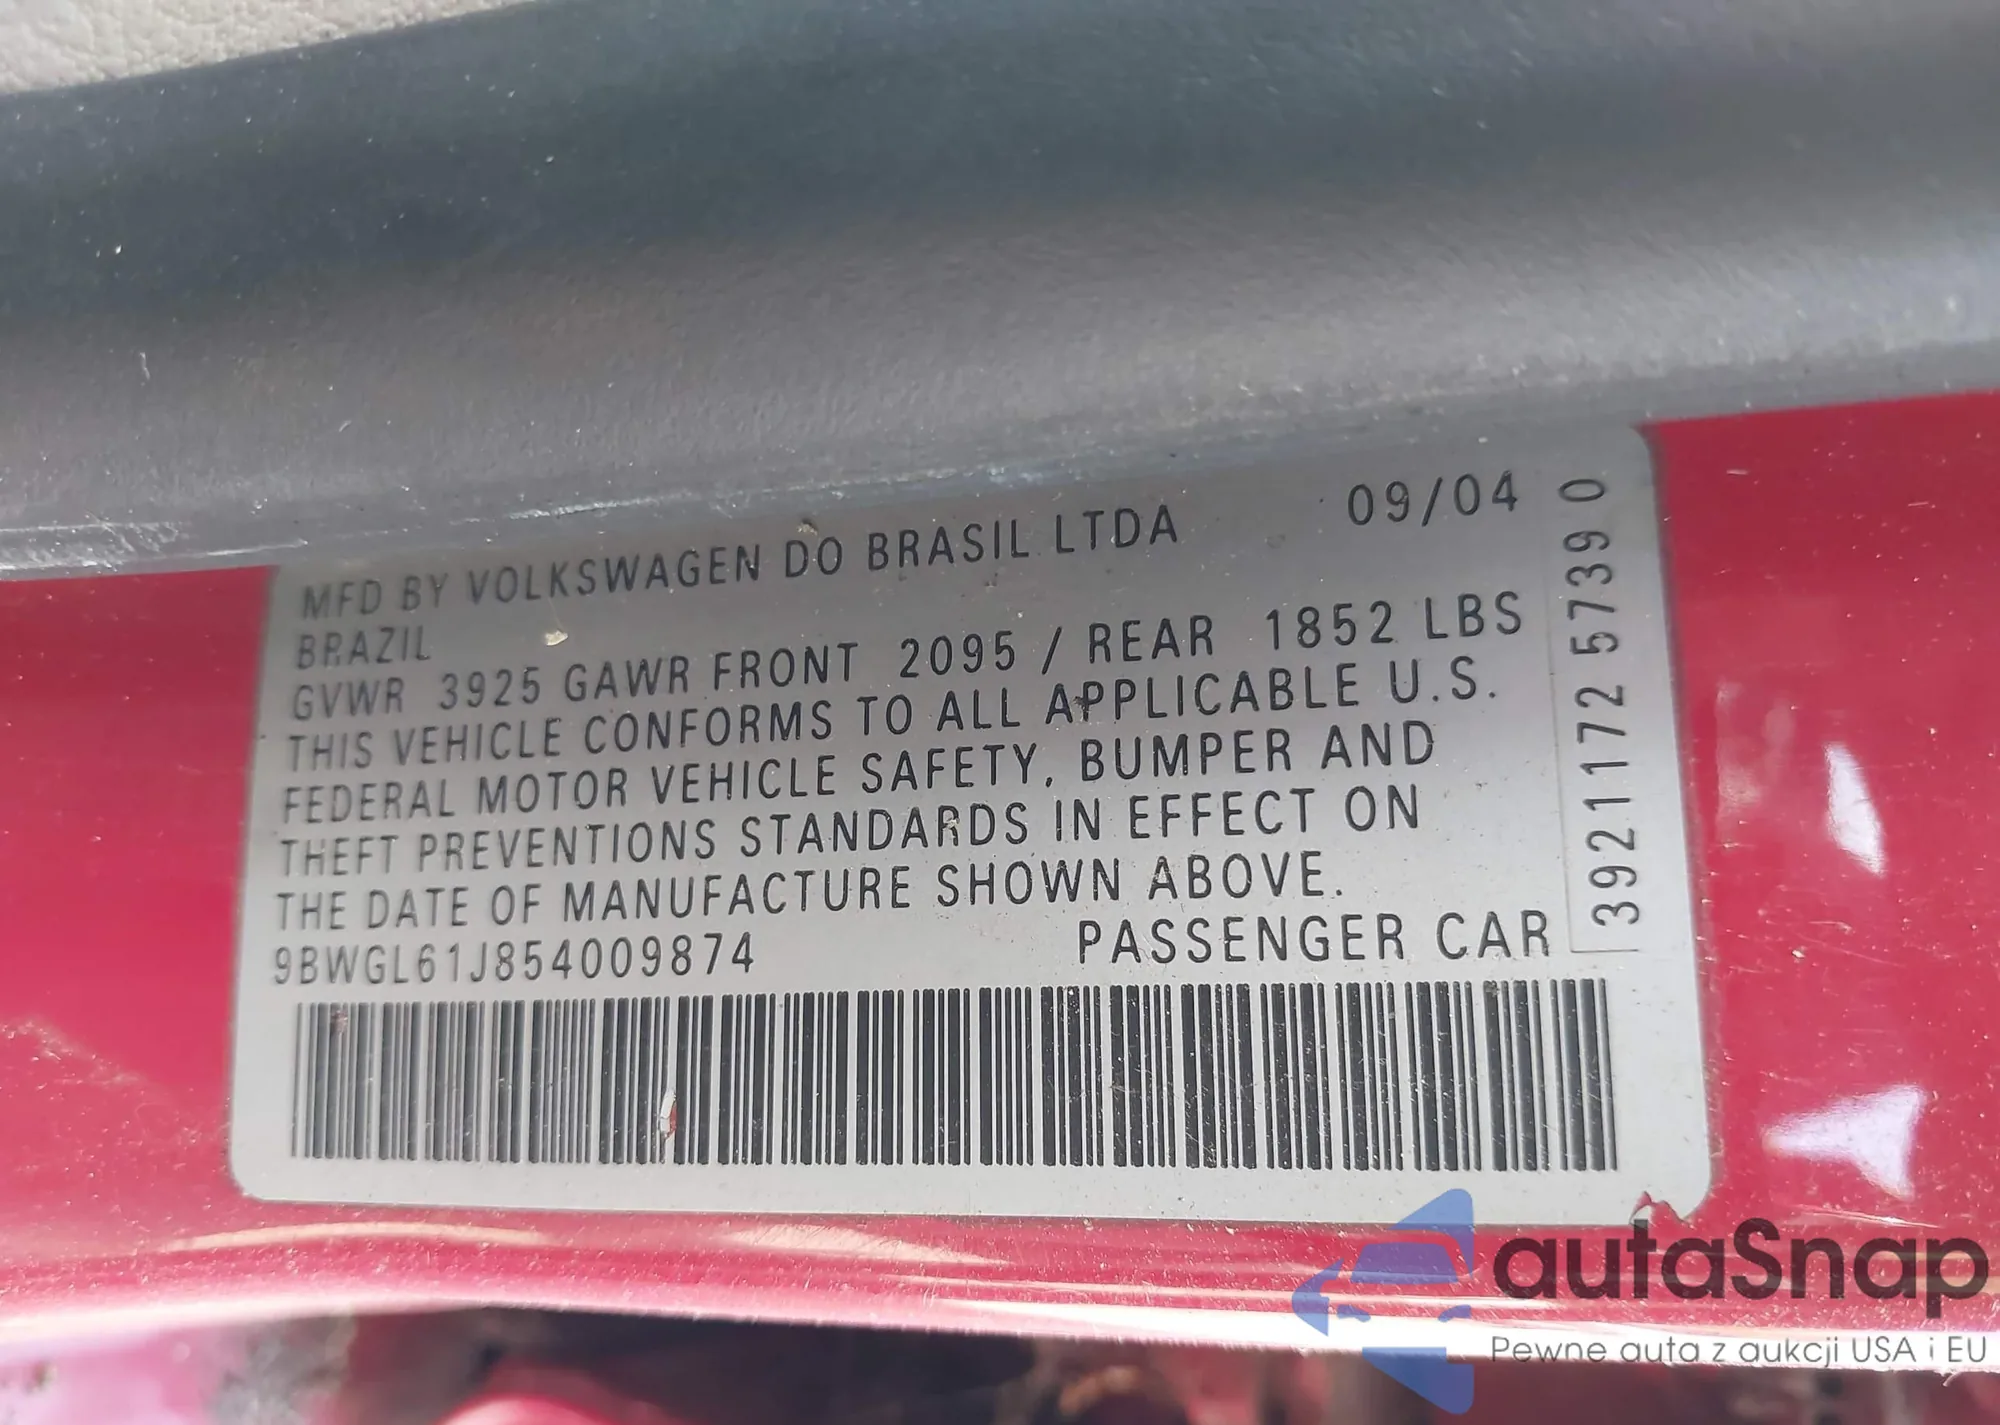 MFD BY VOLKSWAGEN DO BRASIL LTDA 09/04
BRAZIL
GVWR 3925 GAWR FRONT 2095 / REAR 1852 LBS
THIS VEHICLE CONFORMS TO ALL APPLICABLE U.S.
FEDERAL MOTOR VEHICLE SAFETY, BUMPER AND
THEFT PREVENTIONS STANDARDS IN EFFECT ON
THE DATE OF MANUFACTURE SHOWN ABOVE.
9BWGL61J854009874 PASSENGER CAR
3921172 5739 0
autaSnap
Pewne auta z aukcji USA i EU